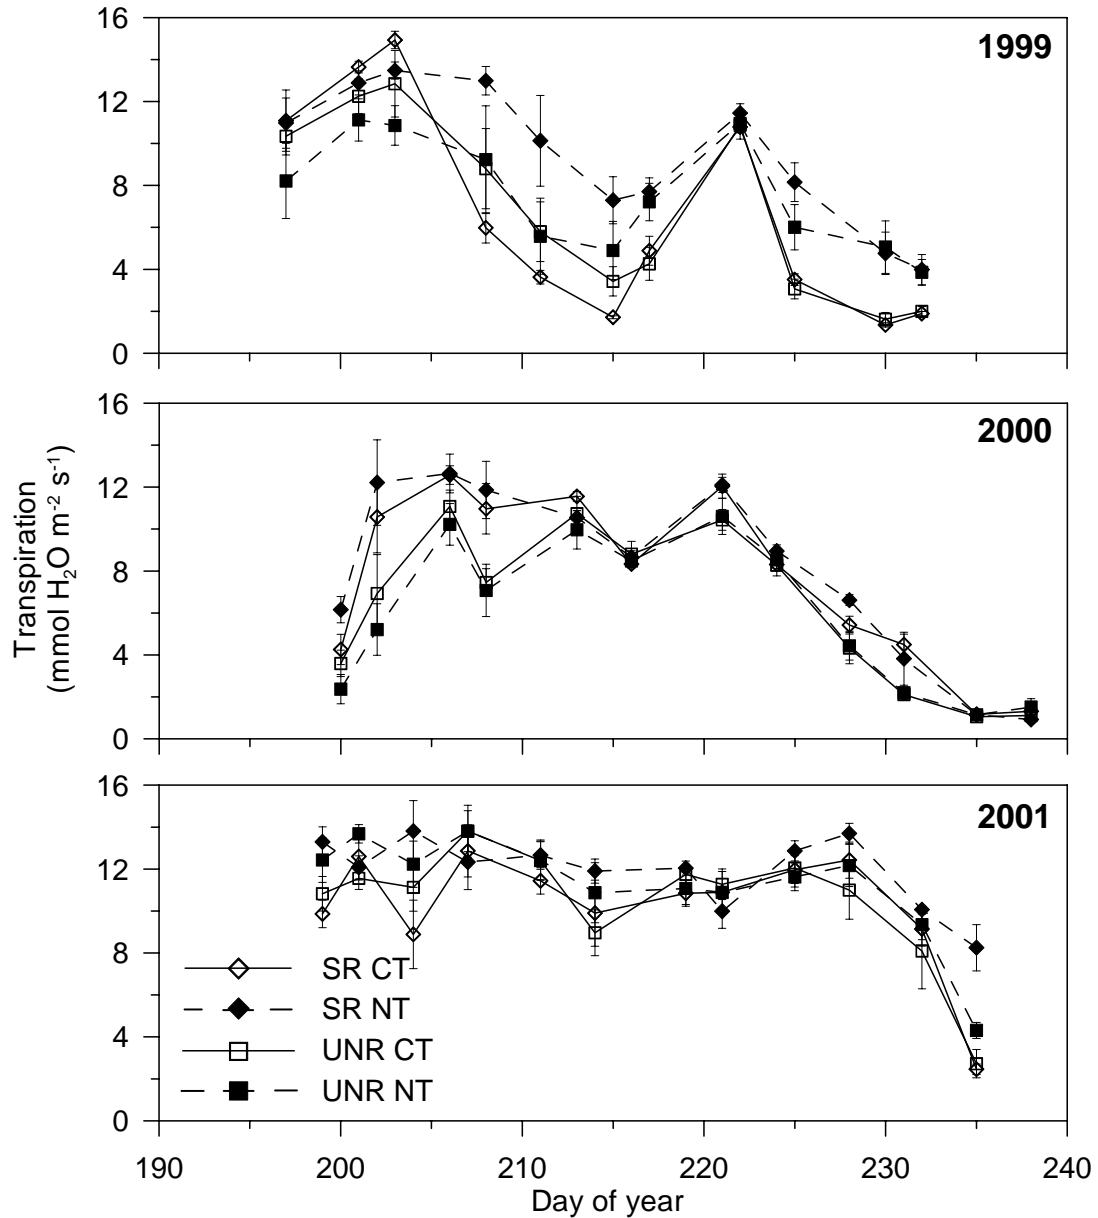 16
12
8
4
0
1999
16
12
8
4
0
2000
Transpiration
(mmol H₂O m⁻² s⁻¹)
16
12
8
4
0
2001
SR CT
SR NT
UNR CT
UNR NT
190 200 210 220 230 240
Day of year